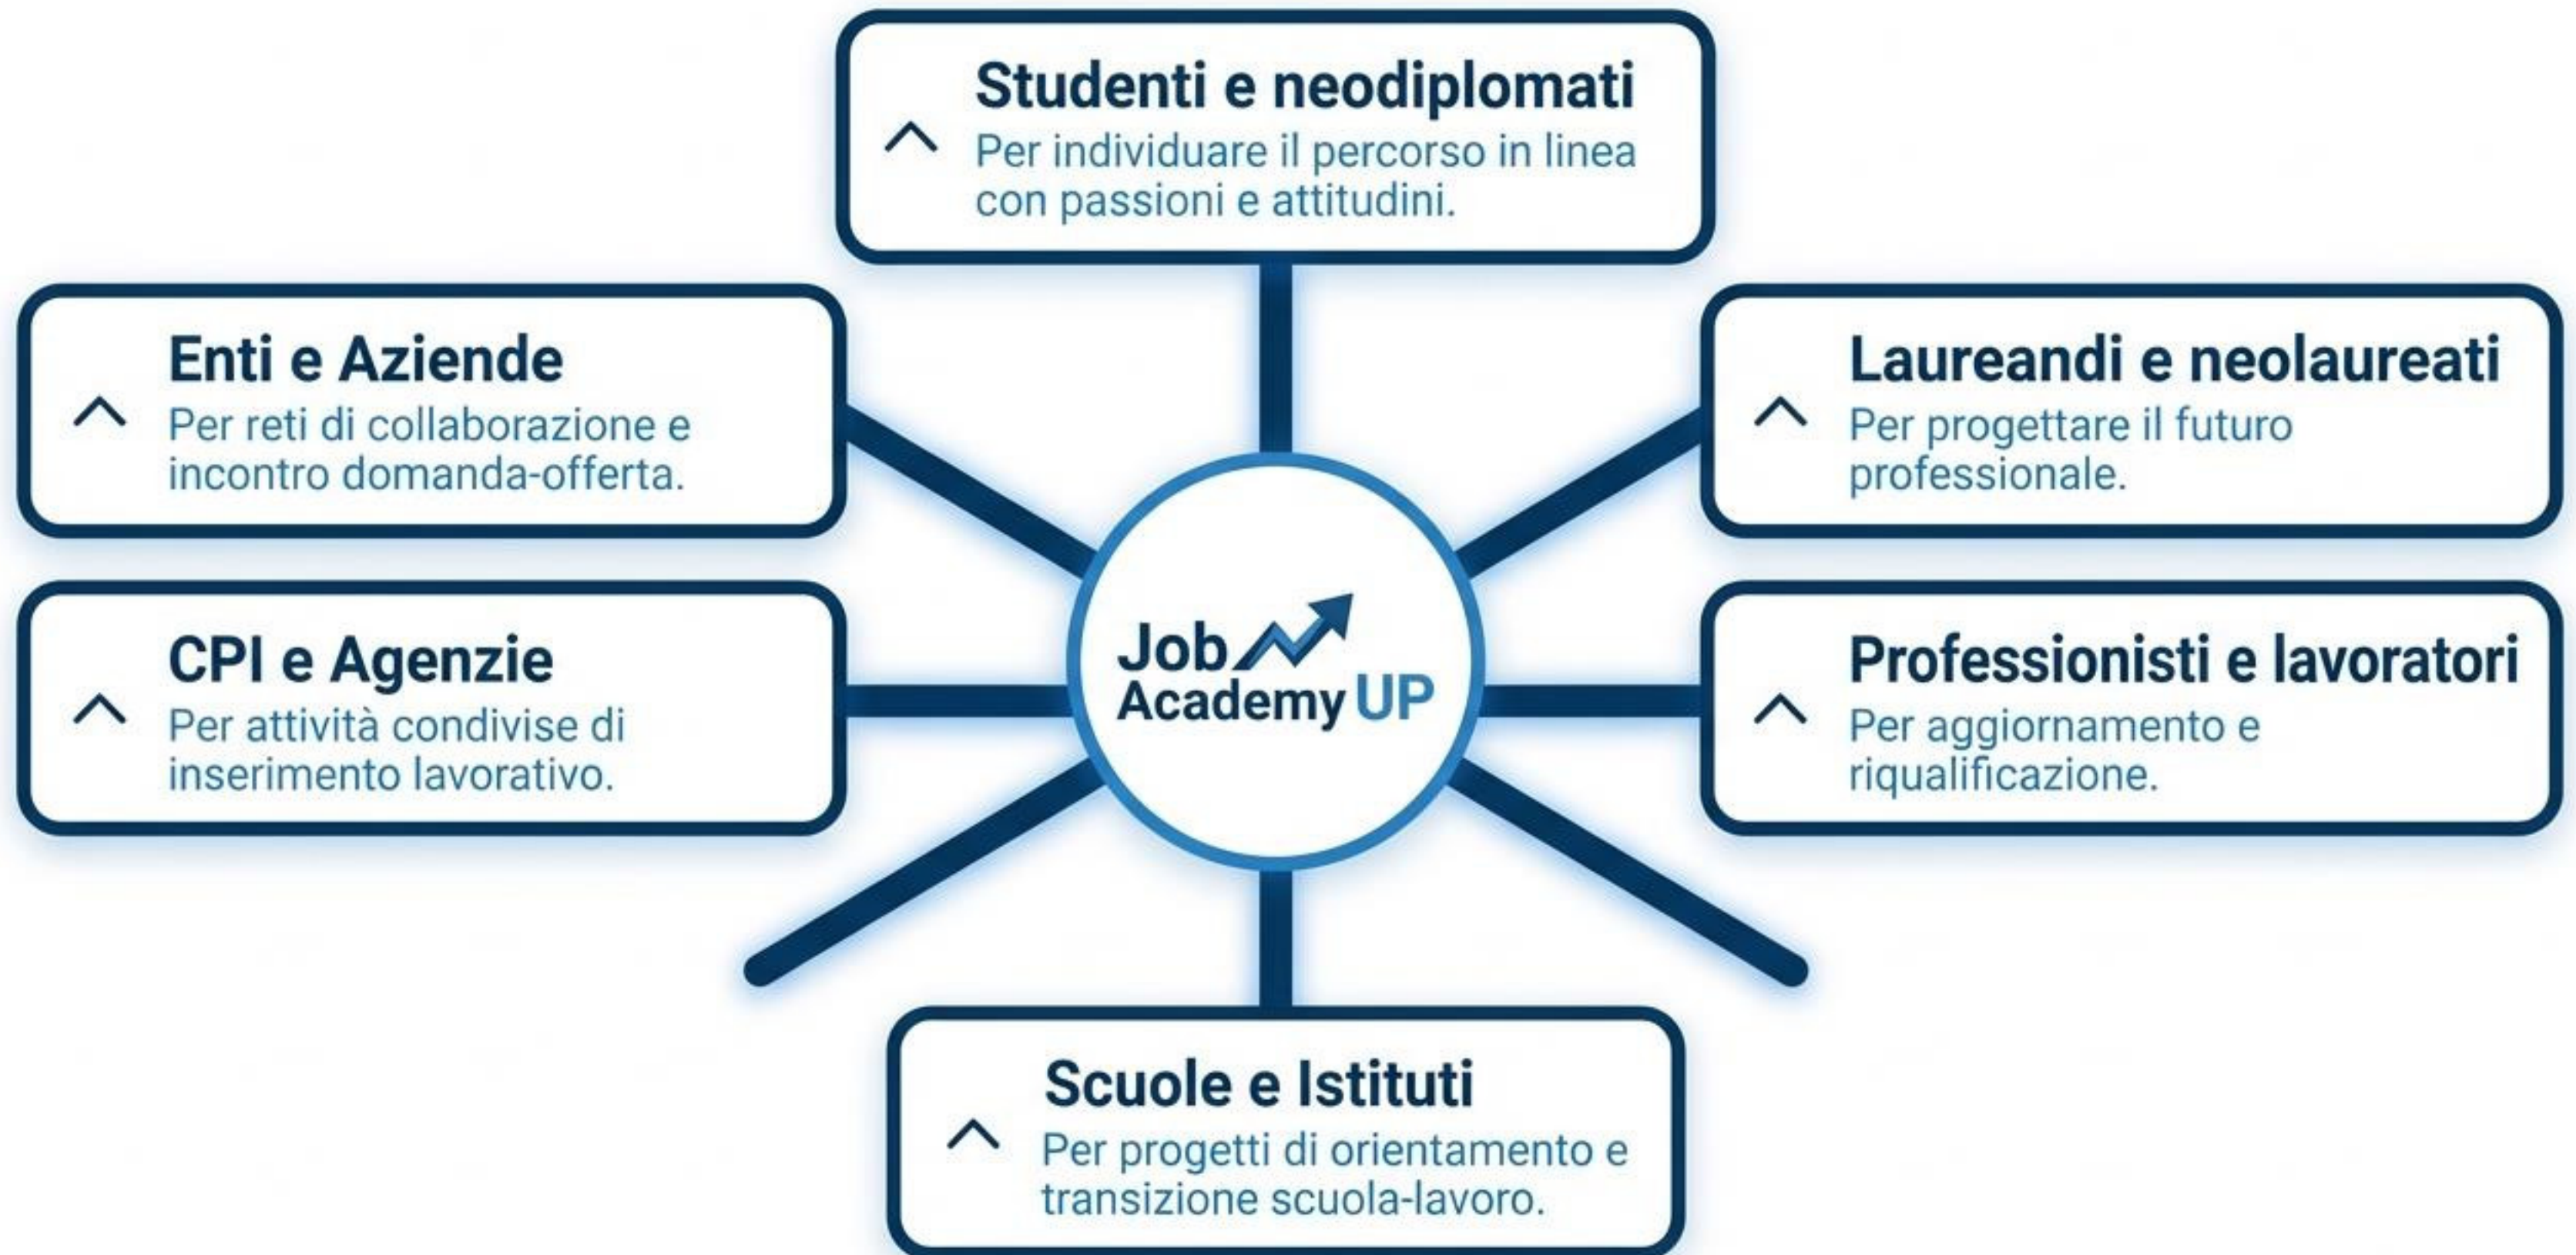 Studenti e neodiplomati
Per individuare il percorso in linea
con passioni e attitudini.
Enti e Aziende
Per reti di collaborazione e
incontro domanda-offerta.
Laureandi e neolaureati
Per progettare il futuro
professionale.
Job
Academy UP
CPI e Agenzie
Per attività condivise di
inserimento lavorativo.
Professionisti e lavoratori
Per aggiornamento e
riqualificazione.
Scuole e Istituti
Per progetti di orientamento e
transizione scuola-lavoro.